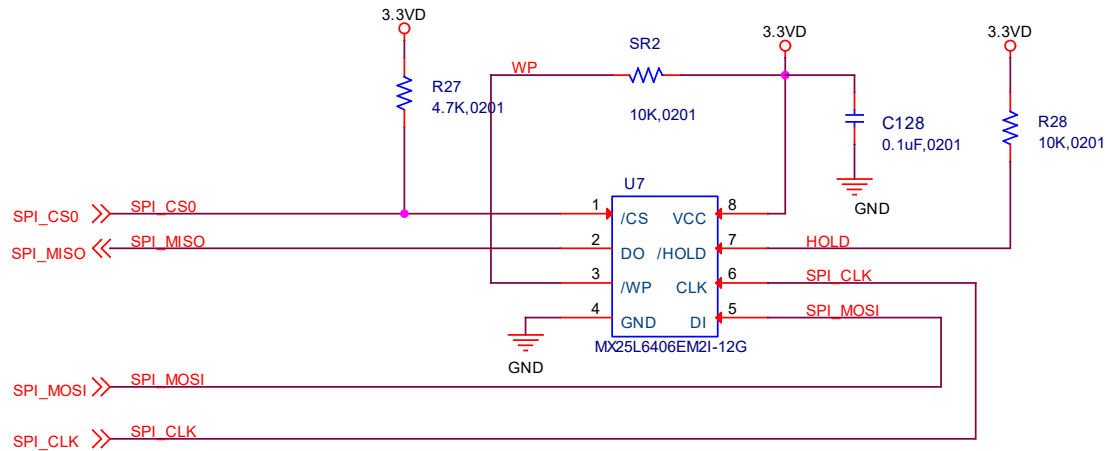 3.3VD
SR2
3.3VD
3.3VD
WP
R27
4.7K,0201
10K,0201
C128
0.1uF,0201
R28
10K,0201
GND
U7
SPI_CS0
SPI_CS0
1
/CS
VCC
8
SPI_MISO
SPI_MISO
2
DO
/HOLD
7
HOLD
3
/WP
CLK
6
SPI_CLK
4
GND
DI
5
SPI_MOSI
GND
MX25L6406EM2I-12G
SPI_MOSI
SPI_MOSI
SPI_CLK
SPI_CLK